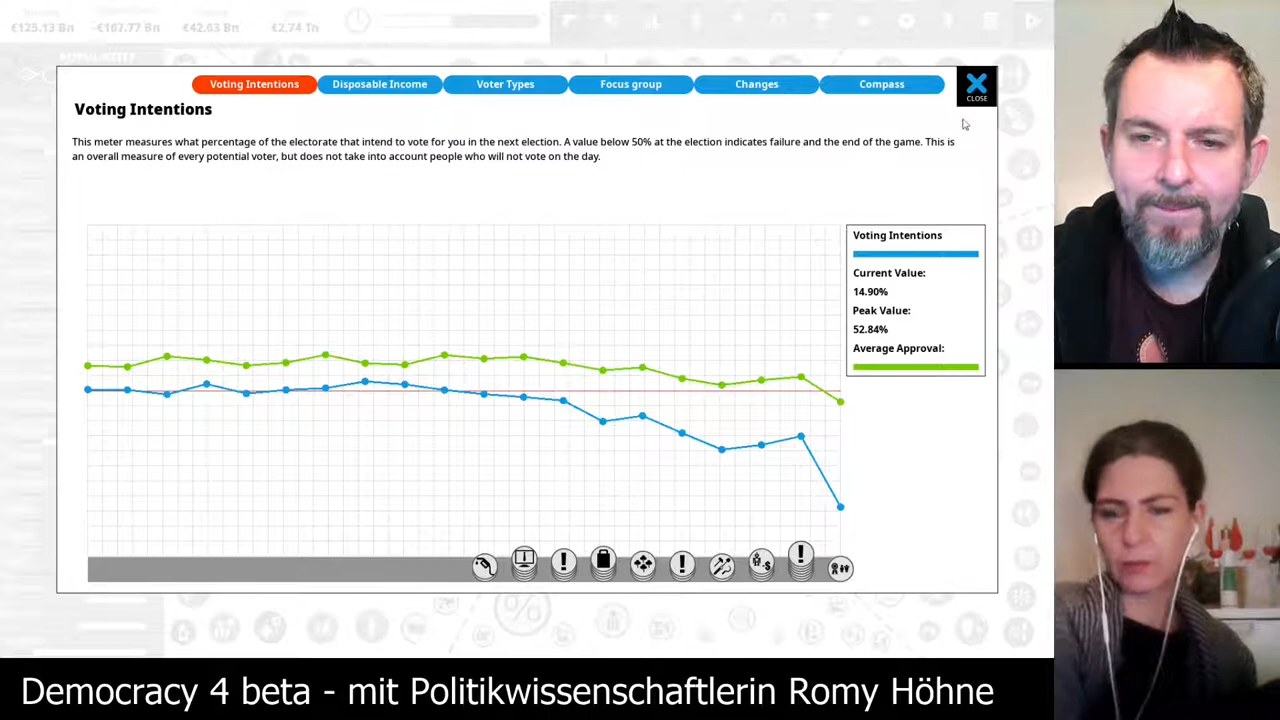 €125.13 Bn
€42.63 Bn
€2.74 Tn
Voting Intentions
Disposable Income
Voter Types
Focus group
Changes
Compass
CLOSE
Voting Intentions
This meter measures what percentage of the electorate that intend to vote for you in the next election. A value below 50% at the election indicates failure and the end of the game. This is
an overall measure of every potential voter, but does not take into account people who will not vote on the day.
Voting Intentions
Current Value:
14.90%
Peak Value:
52.84%
Average Approval:
Democracy 4 beta - mit Politikwissenschaftlerin Romy Höhne